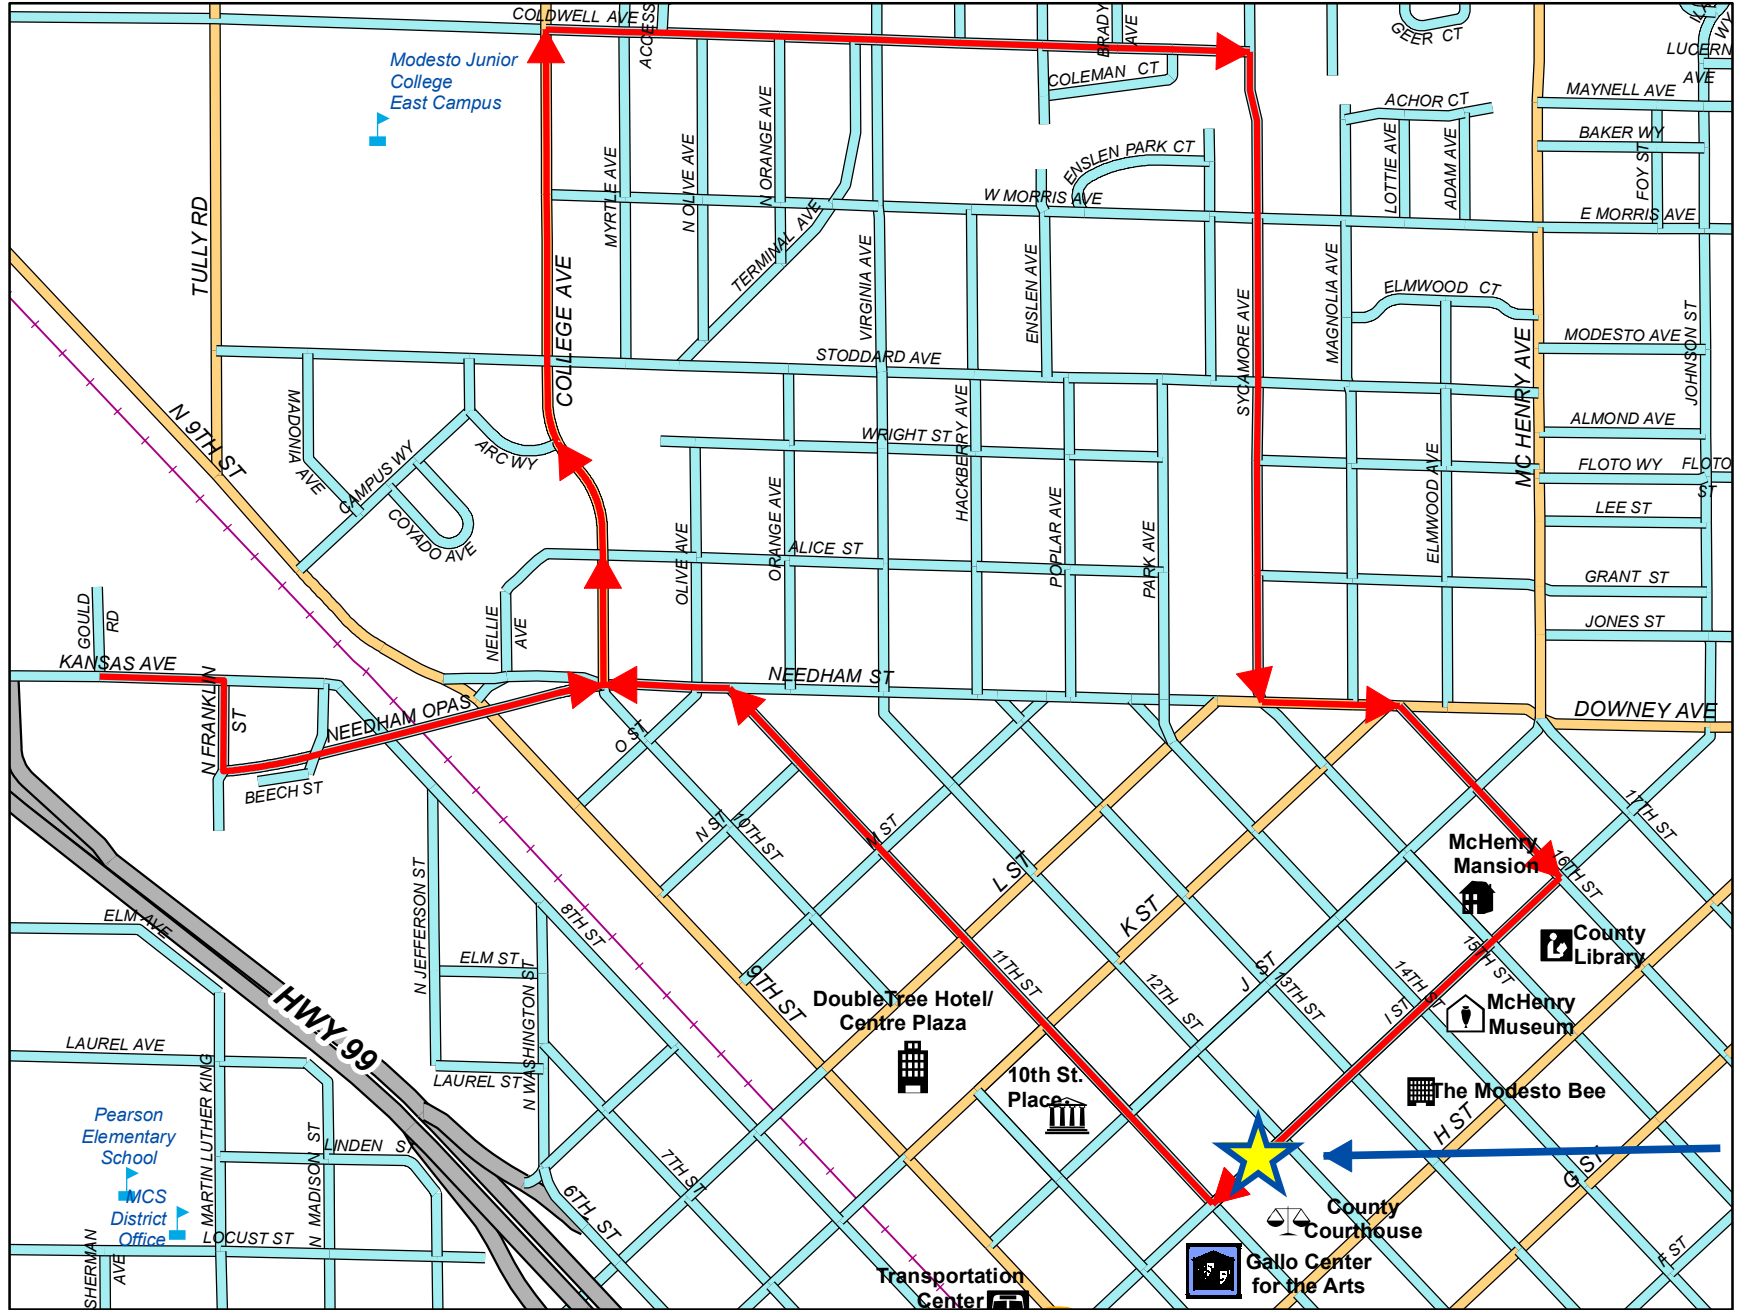 COLDWELL AVE
ACCESS
BRADY
AVE
GEER CT
WY
LUCERN
AVE
Modesto Junior
College
East Campus
COLEMAN CT
MAYNELL AVE
ACHOR CT
BAKER WY
TULLY RD
MYRTLE AVE
N OLIVE AVE
N ORANGE AVE
TERMINAL AVE
ENSLEN PARK CT
W MORRIS AVE
LOTTIE AVE
ADAM AVE
FOY ST
E MORRIS AVE
COLLEGE AVE
VIRGINIA AVE
ENSLEN AVE
SYCAMORE AVE
MAGNOLIA AVE
ELMWOOD CT
MC HENRY AVE
MODESTO AVE
JOHNSON ST
STODDARD AVE
N 9TH ST
MADONIA
AVE
CAMPUS WY
ARC WY
COYADO AVE
WRIGHT ST
HACKBERRY AVE
ALMOND AVE
FLOTO WY
FLOTO
ST
LEE ST
ELMWOOD AVE
OLIVE AVE
ORANGE AVE
ALICE ST
POPLAR AVE
PARK AVE
GRANT ST
JONES ST
GOULD
RD
NELLIE
AVE
KANSAS AVE
N FRANKLIN
ST
NEEDHAM OPAS
NEEDHAM ST
DOWNEY AVE
BEECH ST
O ST
N ST
10TH ST
M ST
L ST
K ST
J ST
I ST
H ST
G ST
F ST
17TH ST
16TH ST
15TH ST
14TH ST
13TH ST
12TH ST
11TH ST
9TH ST
8TH ST
7TH ST
6TH ST
McHenry
Mansion
County
Library
McHenry
Museum
The Modesto Bee
DoubleTree Hotel/
Centre Plaza
10th St.
Place
County
Courthouse
Gallo Center
for the Arts
Transportation
Center
ELM AVE
N JEFFERSON ST
ELM ST
N WASHINGTON ST
HWY 99
LAUREL AVE
LAUREL ST
MARTIN LUTHER KING
N MADISON ST
LINDEN ST
Pearson
Elementary
School
MCS
District
Office
LOCUST ST
SHERMAN
AVE